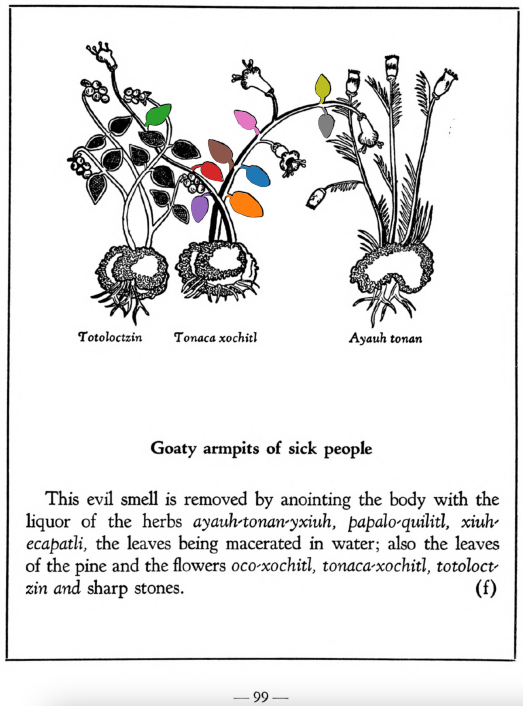 Totoloctzin Tonaca xochitl Ayauh tonan
Goaty armpits of sick people
This evil smell is removed by anointing the body with the
liquor of the herbs ayauh-tonan-yxiuh, papalo-quilitl, xiuh-
ecapatli, the leaves being macerated in water; also the leaves
of the pine and the flowers oco-xochitl, tonaca-xochitl, totoloct-
zin and sharp stones. (f)
— 99 —